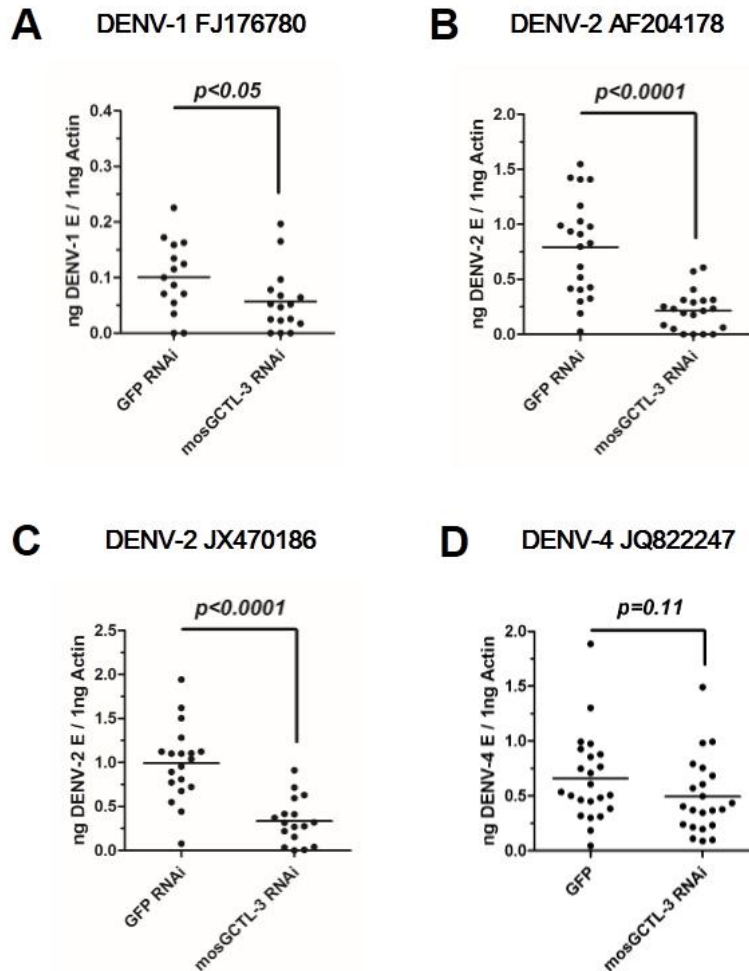 A DENV-1 FJ176780
p<0.05
ng DENV-1 E / 1ng Actin
0.4
0.3
0.2
0.1
0.0
GFP RNAi
mosGCTL-3 RNAi
B DENV-2 AF204178
p<0.0001
ng DENV-2 E / 1ng Actin
2.0
1.5
1.0
0.5
0.0
GFP RNAi
mosGCTL-3 RNAi
C DENV-2 JX470186
p<0.0001
ng DENV-2 E / 1ng Actin
2.5
2.0
1.5
1.0
0.5
0.0
GFP RNAi
mosGCTL-3 RNAi
D DENV-4 JQ822247
p=0.11
ng DENV-4 E / 1ng Actin
2.0
1.5
1.0
0.5
0.0
GFP
mosGCTL-3 RNAi